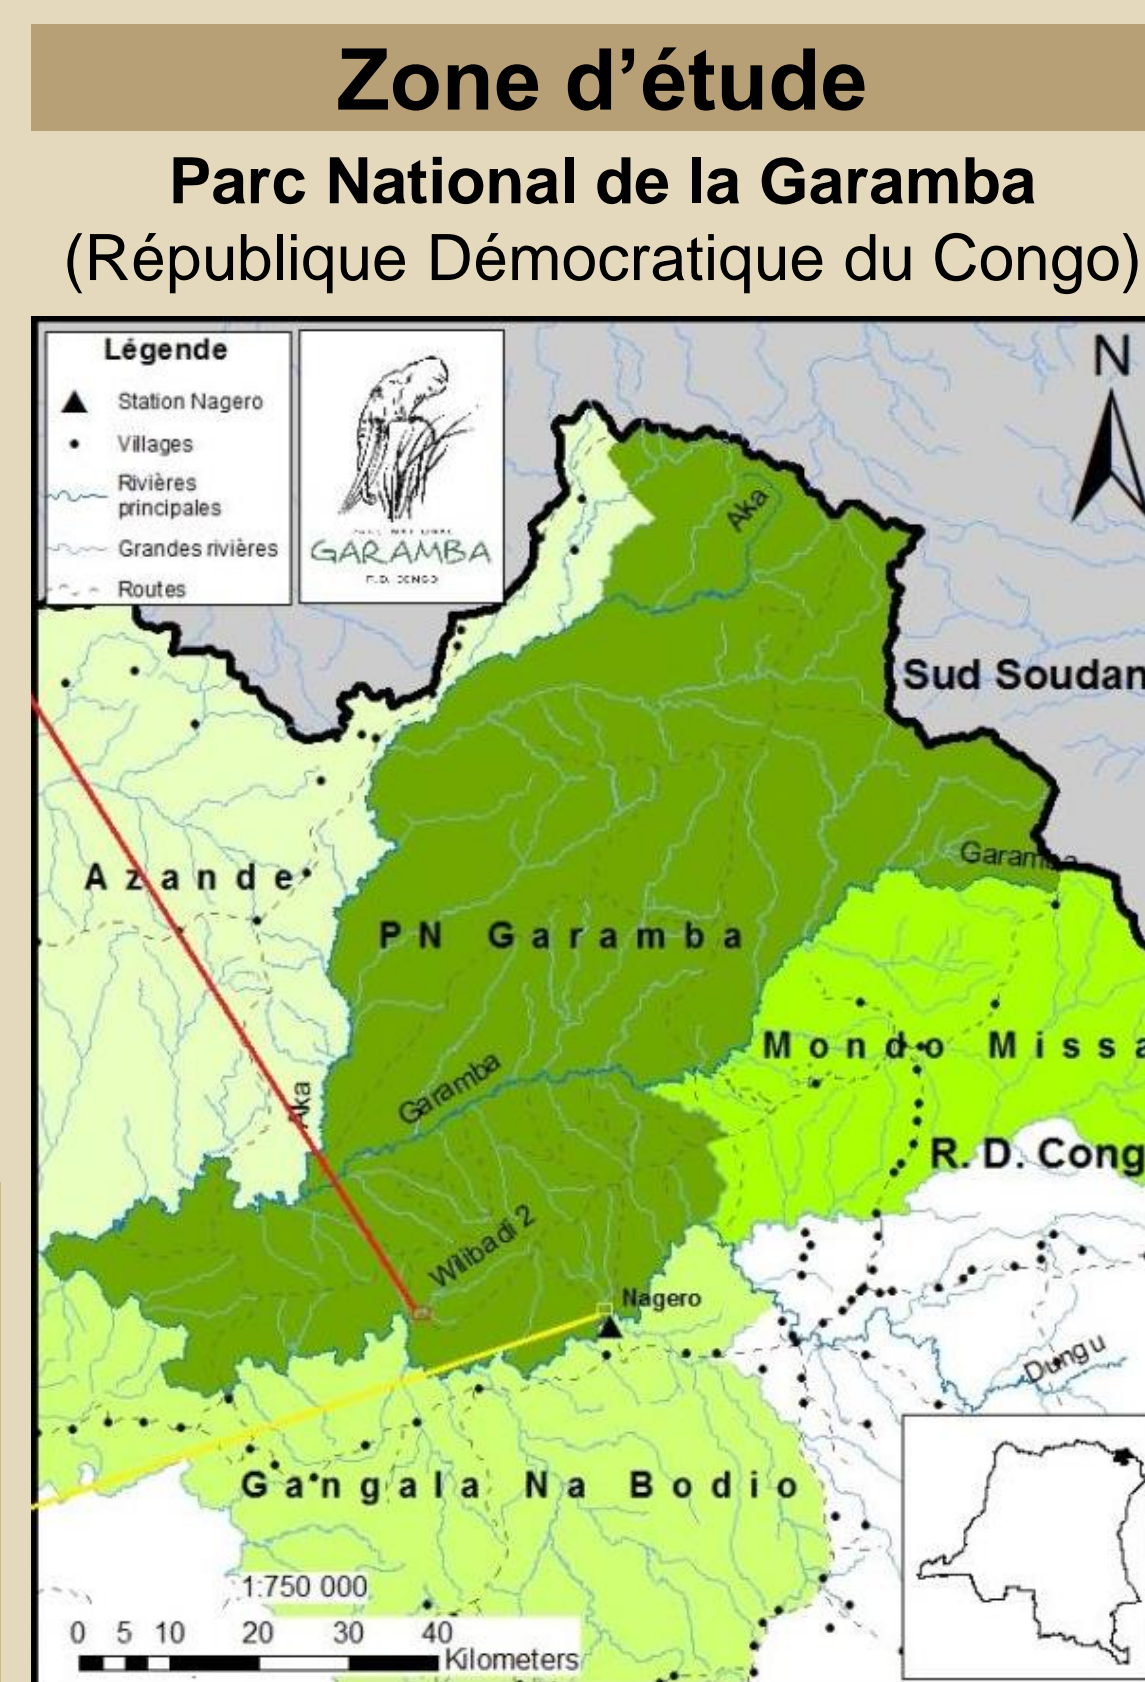 Zone d’étude
Parc National de la Garamba
(République Démocratique du Congo)
Légende
Station Nagero
Villages
Rivières
principales
Grandes rivières
Routes
GARAMBA
N
Aka
Sud Soudan
Azande
Garamba
PN Garamba
Mondo Missa
Aka
Garamba
R. D. Cong
Wilibadi 2
Nagero
Dungu
Gangala Na Bodio
1:750 000
0 5 10 20 30 40
Kilometers